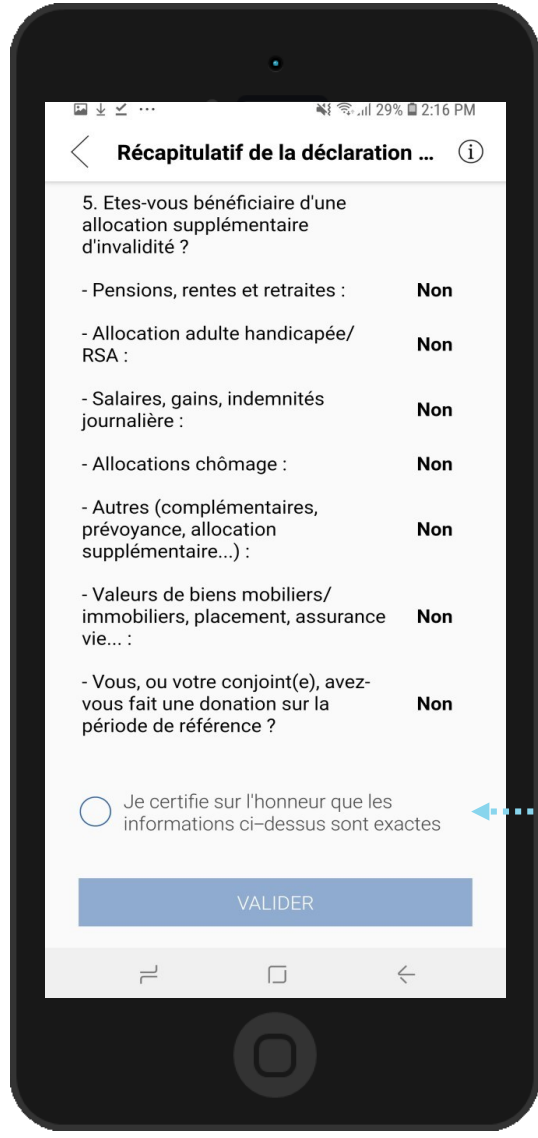 29% 2:16 PM
Récapitulatif de la déclaration ...
5. Etes-vous bénéficiaire d'une
allocation supplémentaire
d'invalidité ?
- Pensions, rentes et retraites : Non
- Allocation adulte handicapée/
RSA : Non
- Salaires, gains, indemnités
journalière : Non
- Allocations chômage : Non
- Autres (complémentaires,
prévoyance, allocation Non
supplémentaire...) :
- Valeurs de biens mobiliers/
immobiliers, placement, assurance Non
vie... :
- Vous, ou votre conjoint(e), avez-
vous fait une donation sur la Non
période de référence ?
Je certifie sur l'honneur que les
informations ci–dessus sont exactes
VALIDER